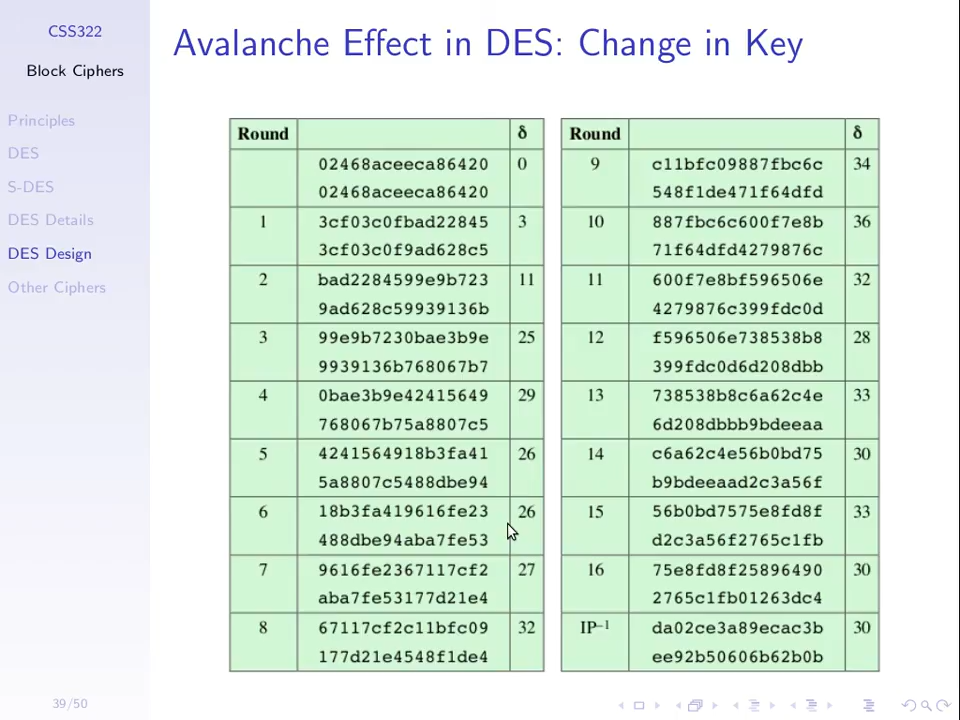 CSS322
Block Ciphers
Principles
DES
S-DES
DES Details
DES Design
Other Ciphers
Avalanche Effect in DES: Change in Key
Round δ
02468aceeca86420 0
02468aceeca86420
1 3cf03c0fbad22845 3
3cf03c0f9ad628c5
2 bad2284599e9b723 11
9ad628c59939136b
3 99e9b7230bae3b9e 25
9939136b768067b7
4 0bae3b9e42415649 29
768067b75a8807c5
5 4241564918b3fa41 26
5a8807c5488dbe94
6 18b3fa419616fe23 26
488dbe94aba7fe53
7 9616fe2367117cf2 27
aba7fe53177d21e4
8 67117cf2c11bfc09 32
177d21e4548f1de4
Round δ
9 c11bfc09887fbc6c 34
548f1de471f64dfd
10 887fbc6c600f7e8b 36
71f64dfd4279876c
11 600f7e8bf596506e 32
4279876c399fdc0d
12 f596506e738538b8 28
399fdc0d6d208dbb
13 738538b8c6a62c4e 33
6d208dbbb9bdeeaa
14 c6a62c4e56b0bd75 30
b9bdeeaad2c3a56f
15 56b0bd7575e8fd8f 33
d2c3a56f2765c1fb
16 75e8fd8f25896490 30
2765c1fb01263dc4
IP⁻¹ da02ce3a89ecac3b 30
ee92b50606b62b0b
39/50